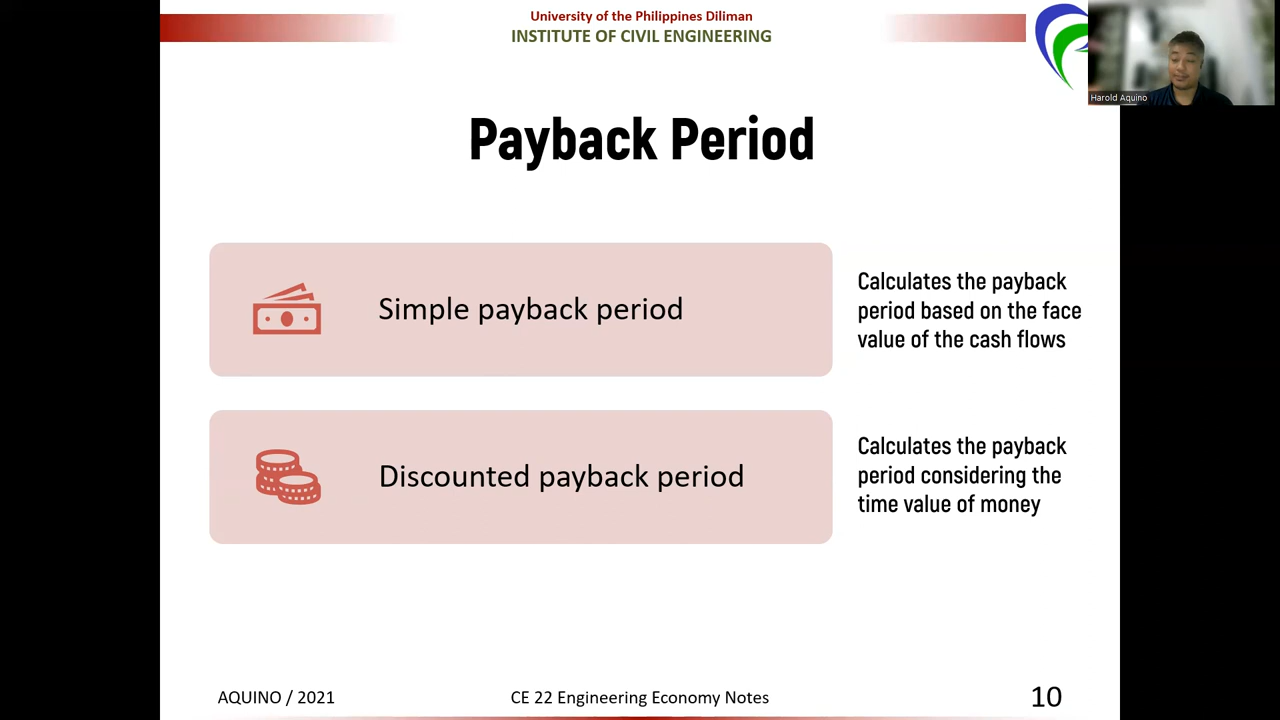 University of the Philippines Diliman
INSTITUTE OF CIVIL ENGINEERING
Harold Aquino
Payback Period
Simple payback period
Calculates the payback
period based on the face
value of the cash flows
Discounted payback period
Calculates the payback
period considering the
time value of money
AQUINO / 2021
CE 22 Engineering Economy Notes
10